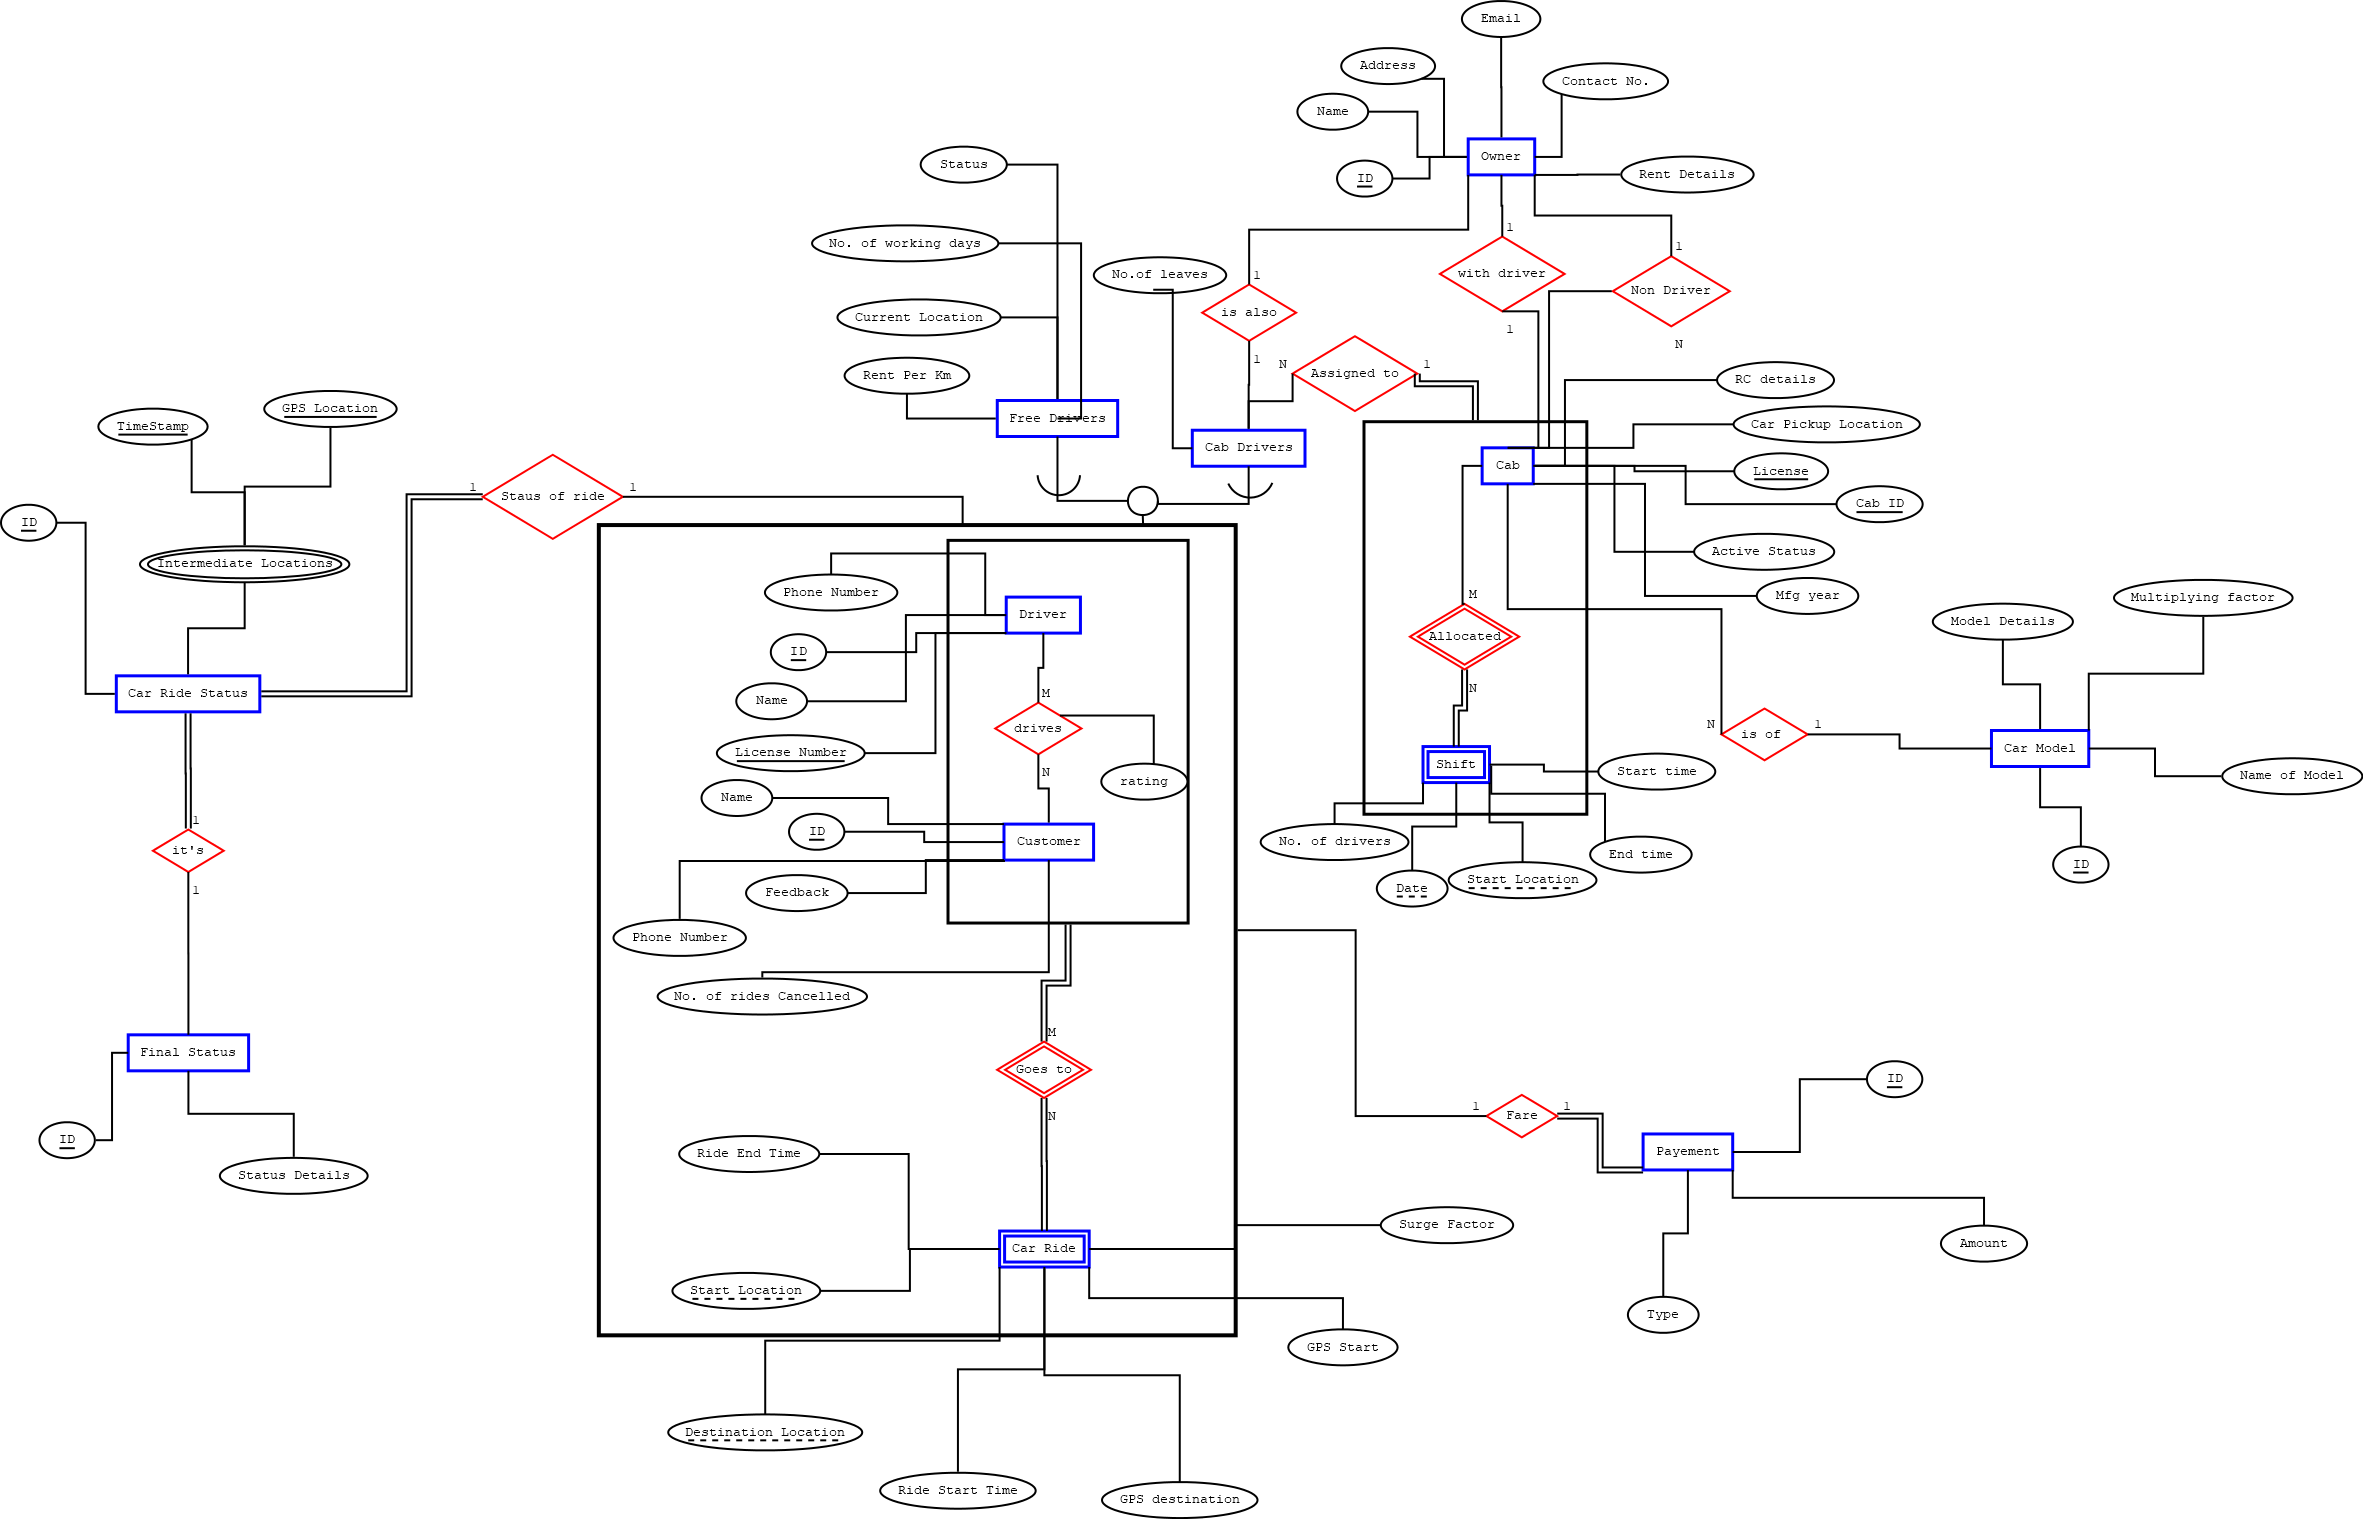 Email
Address
Contact No.
Name
Owner
Status
ID
Rent Details
1
1
No. of working days
No.of leaves
1
with driver
Non Driver
is also
Current Location
1
N
1
N
1
Assigned to
Rent Per Km
RC details
GPS Location
TimeStamp
Free Drivers
Car Pickup Location
Cab Drivers
Cab
License
1
1
Staus of ride
Cab ID
ID
Active Status
Intermediate Locations
Phone Number
M
Mfg year
Multiplying factor
Driver
Model Details
Allocated
ID
N
Car Ride Status
M
Name
N
1
drives
is of
Car Model
License Number
Shift
N
Start time
rating
Name of Model
Name
1
ID
Customer
No. of drivers
it's
End time
ID
Start Location
1
Date
Feedback
Phone Number
No. of rides Cancelled
M
Final Status
Goes to
ID
1
1
N
Fare
ID
Ride End Time
Payement
Status Details
Surge Factor
Amount
Car Ride
Start Location
Type
GPS Start
Destination Location
Ride Start Time
GPS destination